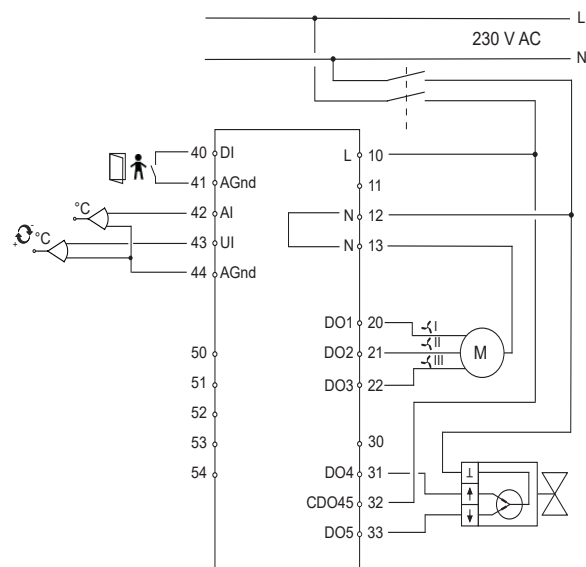 L
230 V AC
N
40 DI
L 10
41 AGnd
11
°C
42 AI
N 12
°C
43 UI
N 13
44 AGnd
DO1 20
I
II
50
DO2 21
M
III
51
DO3 22
52
53
30
54
DO4 31
CDO45 32
DO5 33